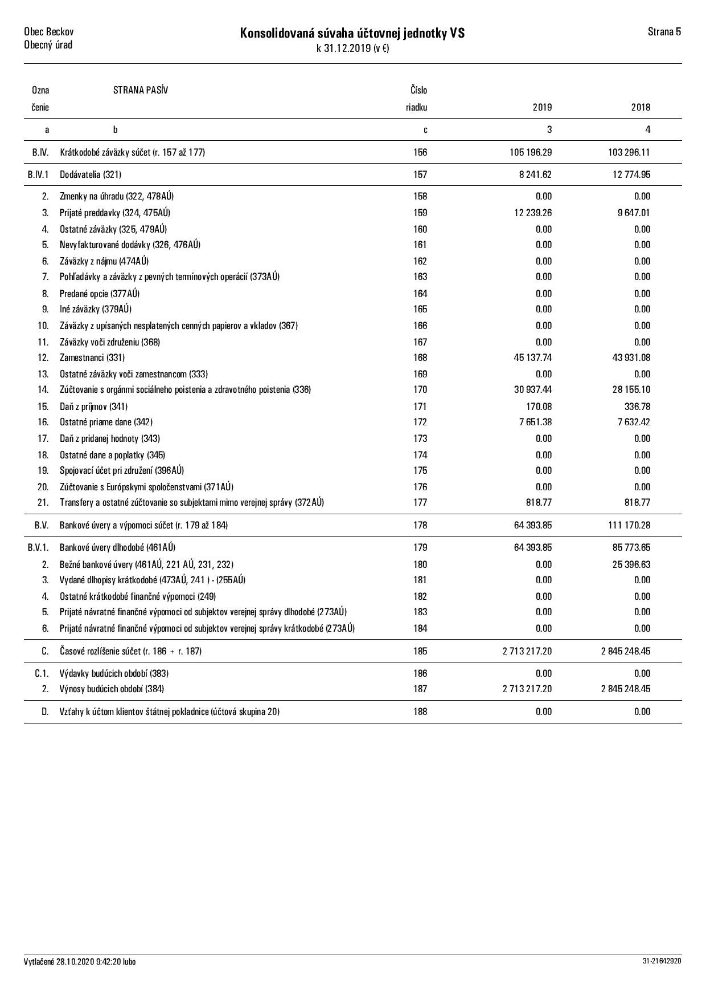 Obec Beckov
Obecný úrad
Konsolidovaná súvaha účtovnej jednotky VS
k 31.12.2019 (v €)
Strana 5
Ozna STRANA PASÍV Číslo
čenie riadku 2019 2018
a b c 3 4
B.IV. Krátkodobé záväzky súčet (r. 157 až 177) 156 105 196.29 103 296.11
B.IV.1 Dodávatelia (321) 157 8 241.62 12 774.95
2. Zmenky na úhradu (322, 478AÚ) 158 0.00 0.00
3. Prijaté preddavky (324, 475AÚ) 159 12 239.26 9 647.01
4. Ostatné záväzky (325, 479AÚ) 160 0.00 0.00
5. Nevyfakturované dodávky (326, 476AÚ) 161 0.00 0.00
6. Záväzky z nájmu (474AÚ) 162 0.00 0.00
7. Pohľadávky a záväzky z pevných termínových operácií (373AÚ) 163 0.00 0.00
8. Predané opcie (377AÚ) 164 0.00 0.00
9. Iné záväzky (379AÚ) 165 0.00 0.00
10. Záväzky z upísaných nesplatených cenných papierov a vkladov (367) 166 0.00 0.00
11. Záväzky voči združeniu (368) 167 0.00 0.00
12. Zamestnanci (331) 168 45 137.74 43 931.08
13. Ostatné záväzky voči zamestnancom (333) 169 0.00 0.00
14. Zúčtovanie s orgánmi sociálneho poistenia a zdravotného poistenia (336) 170 30 937.44 28 155.10
15. Daň z príjmov (341) 171 170.08 336.78
16. Ostatné priame dane (342) 172 7 651.38 7 632.42
17. Daň z pridanej hodnoty (343) 173 0.00 0.00
18. Ostatné dane a poplatky (345) 174 0.00 0.00
19. Spojovací účet pri združení (396AÚ) 175 0.00 0.00
20. Zúčtovanie s Európskymi spoločenstvami (371AÚ) 176 0.00 0.00
21. Transfery a ostatné zúčtovanie so subjektami mimo verejnej správy (372AÚ) 177 818.77 818.77
B.V. Bankové úvery a výpomoci súčet (r. 179 až 184) 178 64 393.85 111 170.28
B.V.1. Bankové úvery dlhodobé (461AÚ) 179 64 393.85 85 773.65
2. Bežné bankové úvery (461AÚ, 221 AÚ, 231, 232) 180 0.00 25 396.63
3. Vydané dlhopisy krátkodobé (473AÚ, 241 ) - (255AÚ) 181 0.00 0.00
4. Ostatné krátkodobé finančné výpomoci (249) 182 0.00 0.00
5. Prijaté návratné finančné výpomoci od subjektov verejnej správy dlhodobé (273AÚ) 183 0.00 0.00
6. Prijaté návratné finančné výpomoci od subjektov verejnej správy krátkodobé (273AÚ) 184 0.00 0.00
C. Časové rozlíšenie súčet (r. 186 + r. 187) 185 2 713 217.20 2 845 248.45
C.1. Výdavky budúcich období (383) 186 0.00 0.00
2. Výnosy budúcich období (384) 187 2 713 217.20 2 845 248.45
D. Vzťahy k účtom klientov štátnej pokladnice (účtová skupina 20) 188 0.00 0.00
Vytlačené 28.10.2020 9:42:20 lubo 31-21642920